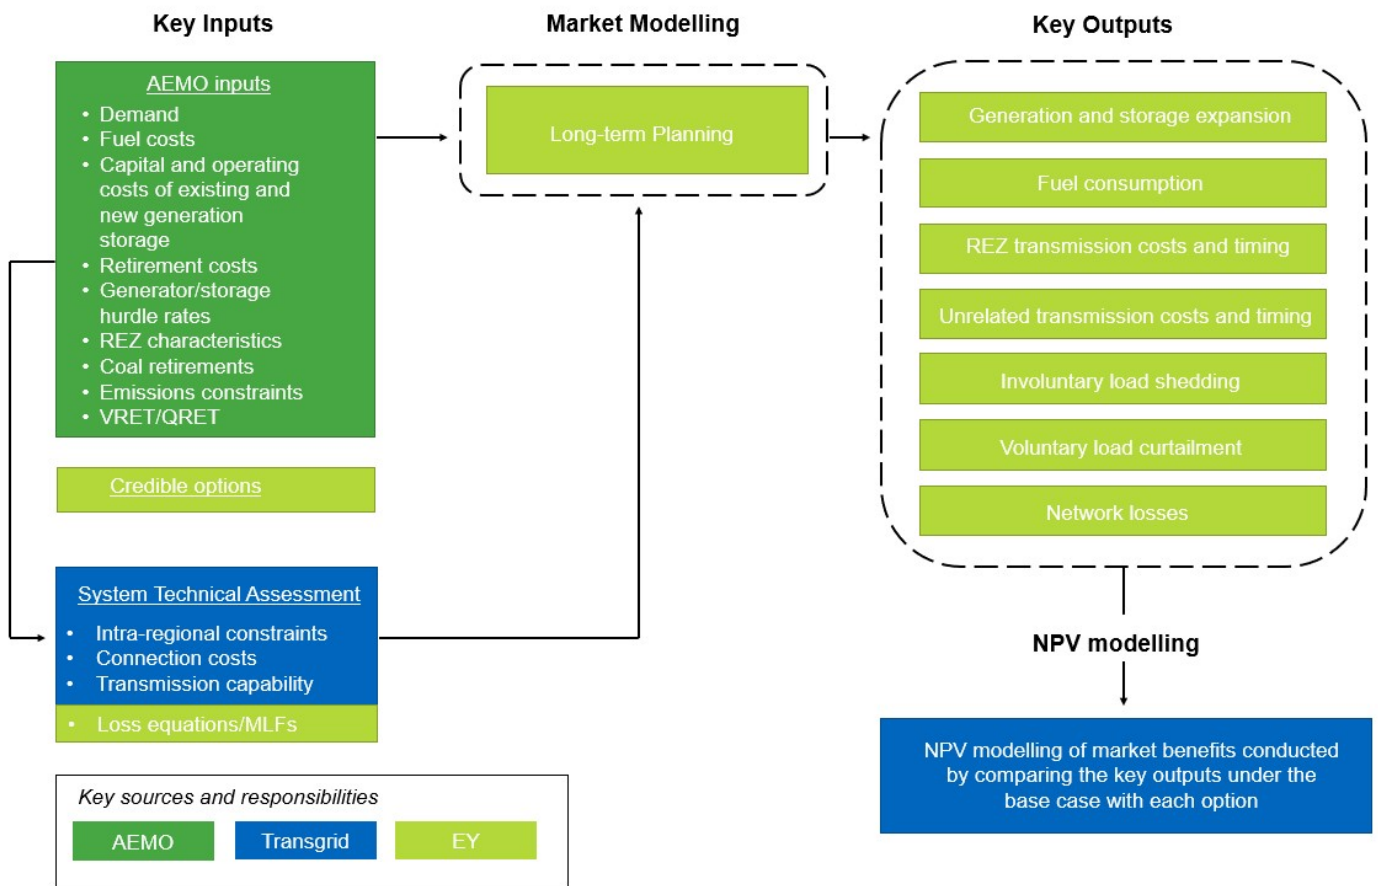 Key Inputs
Market Modelling
Key Outputs
AEMO inputs
• Demand
• Fuel costs
• Capital and operating
costs of existing and
new generation
storage
• Retirement costs
• Generator/storage
hurdle rates
• REZ characteristics
• Coal retirements
• Emissions constraints
• VRET/QRET
Credible options
System Technical Assessment
• Intra-regional constraints
• Connection costs
• Transmission capability
• Loss equations/MLFs
Key sources and responsibilities
AEMO
Transgrid
EY
Long-term Planning
Generation and storage expansion
Fuel consumption
REZ transmission costs and timing
Unrelated transmission costs and timing
Involuntary load shedding
Voluntary load curtailment
Network losses
NPV modelling
NPV modelling of market benefits conducted
by comparing the key outputs under the
base case with each option